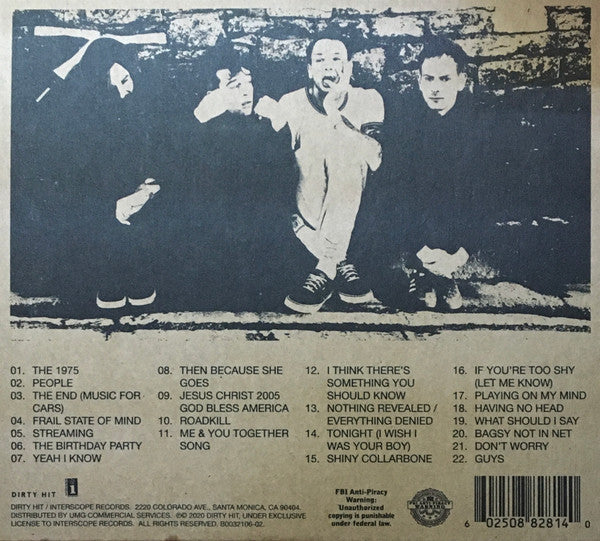 01. THE 1975
02. PEOPLE
03. THE END (MUSIC FOR
CARS)
04. FRAIL STATE OF MIND
05. STREAMING
06. THE BIRTHDAY PARTY
07. YEAH I KNOW
08. THEN BECAUSE SHE
GOES
09. JESUS CHRIST 2005
GOD BLESS AMERICA
10. ROADKILL
11. ME & YOU TOGETHER
SONG
12. I THINK THERE'S
SOMETHING YOU
SHOULD KNOW
13. NOTHING REVEALED /
EVERYTHING DENIED
14. TONIGHT (I WISH I
WAS YOUR BOY)
15. SHINY COLLARBONE
16. IF YOU'RE TOO SHY
(LET ME KNOW)
17. PLAYING ON MY MIND
18. HAVING NO HEAD
19. WHAT SHOULD I SAY
20. BAGSY NOT IN NET
21. DON'T WORRY
22. GUYS
DIRTY HIT
i
DIRTY HIT / INTERSCOPE RECORDS. 2220 COLORADO AVE., SANTA MONICA, CA 90404.
DISTRIBUTED BY UMG COMMERCIAL SERVICES. ℗© 2020 DIRTY HIT, UNDER EXCLUSIVE
LICENSE TO INTERSCOPE RECORDS. ALL RIGHTS RESERVED. B0032106-02.
FBI Anti-Piracy
Warning:
Unauthorized
copying is punishable
under federal law.
FBI ANTI-PIRACY
WARNING
6 02508 82814 0